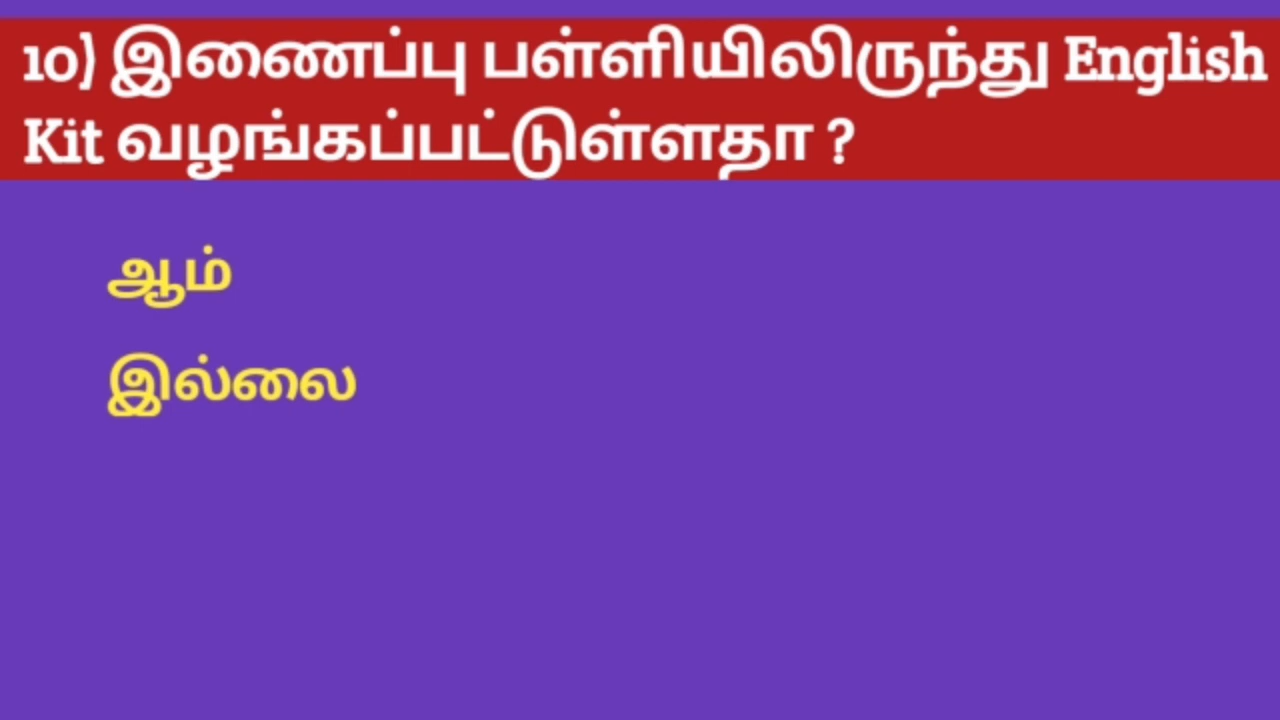 10) இணைப்பு பள்ளியிலிருந்து English
Kit வழங்கப்பட்டுள்ளதா ?
ஆம்
இல்லை